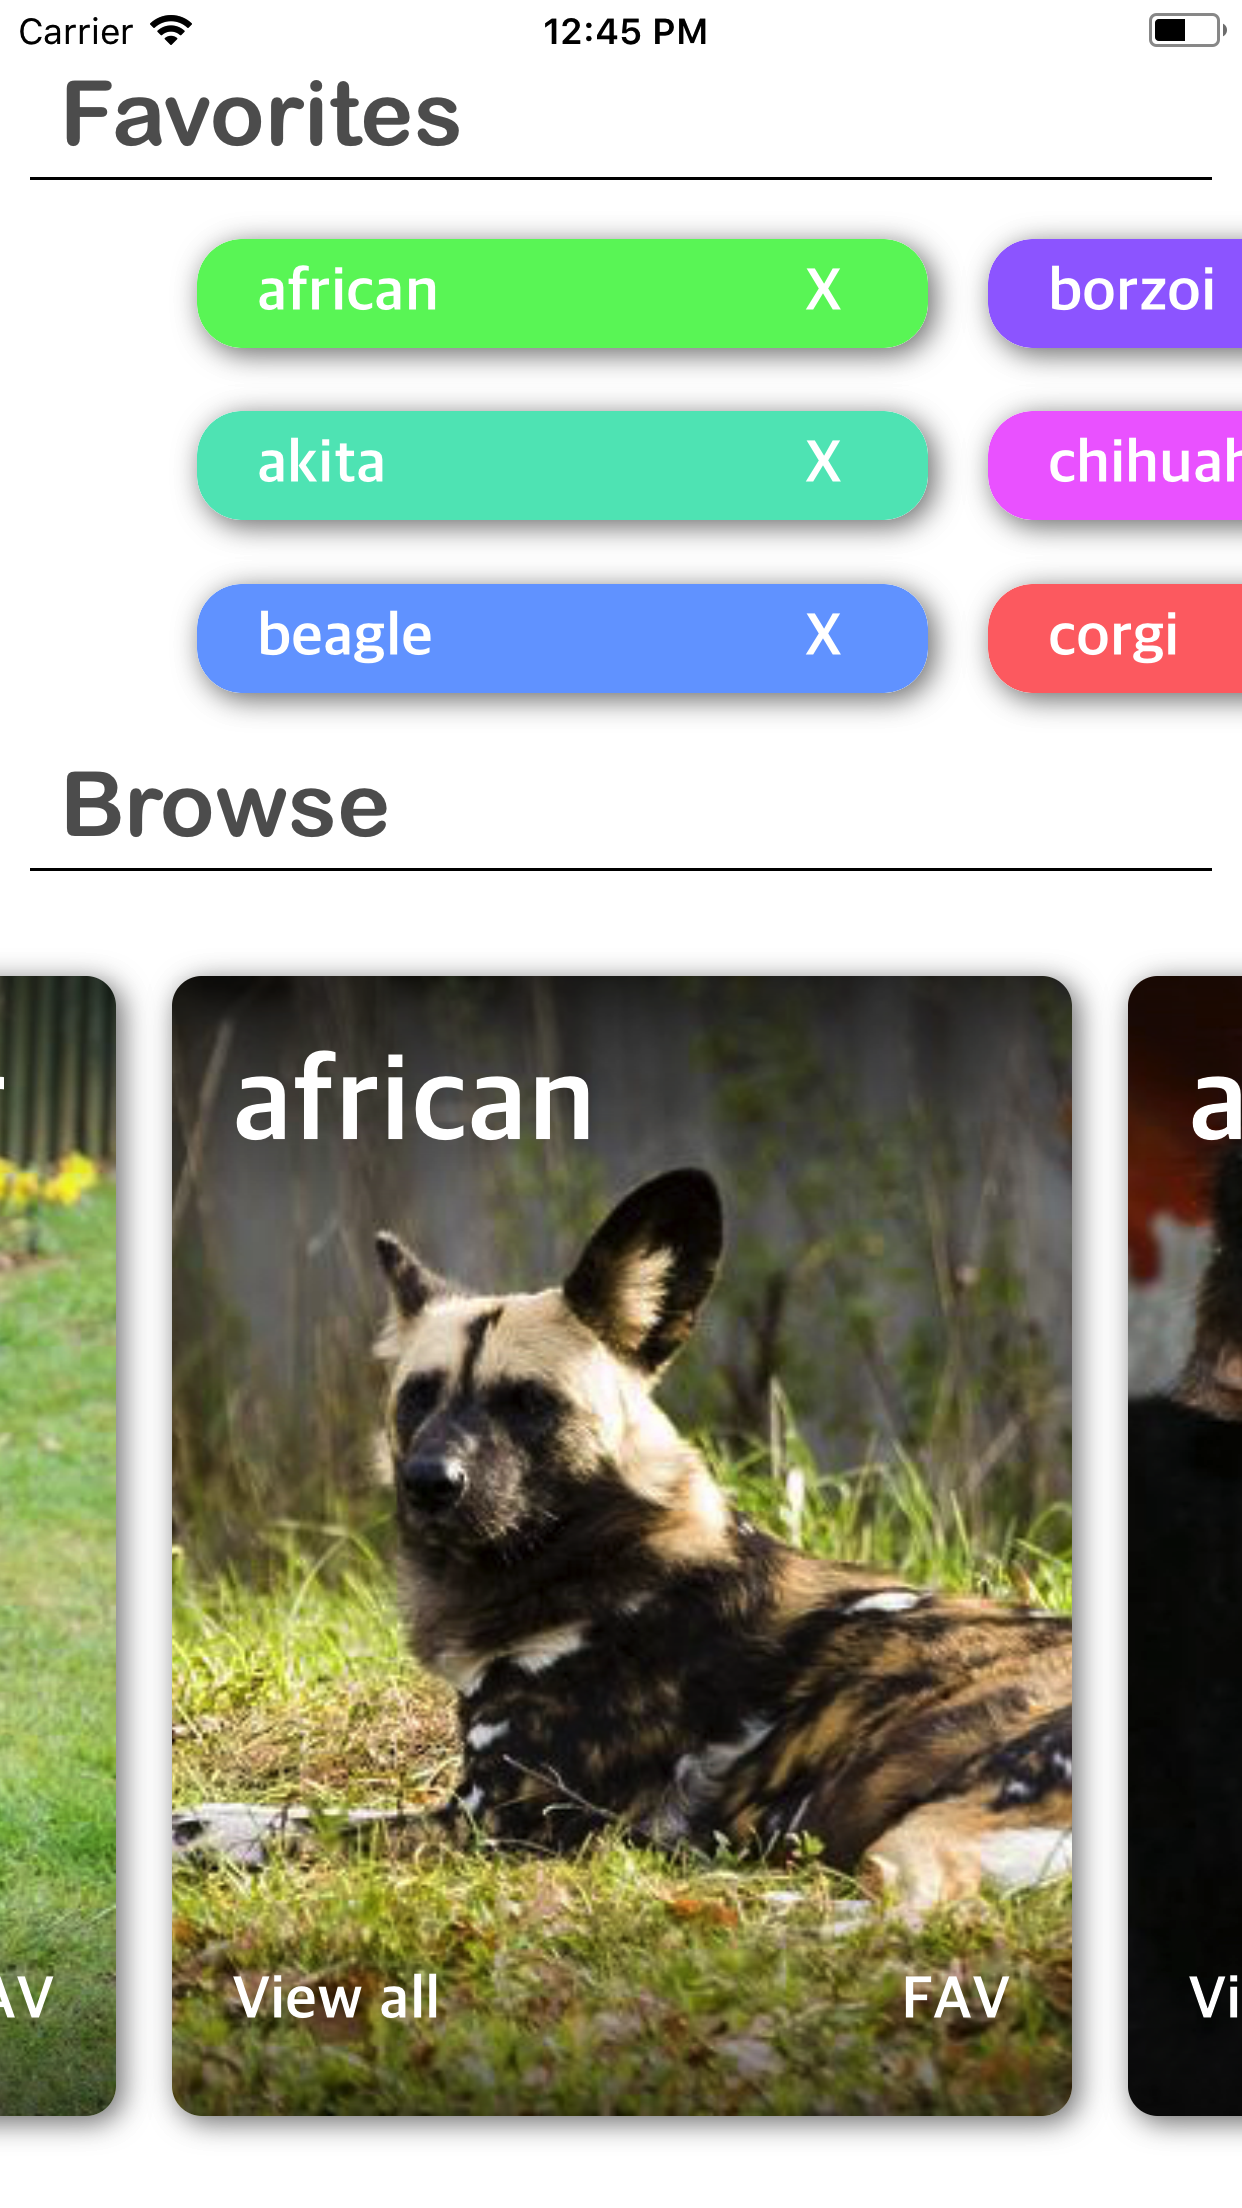 Carrier 12:45 PM
Favorites
african X borzoi
akita X chihuah
beagle X corgi
Browse
african a
AV View all FAV Vi